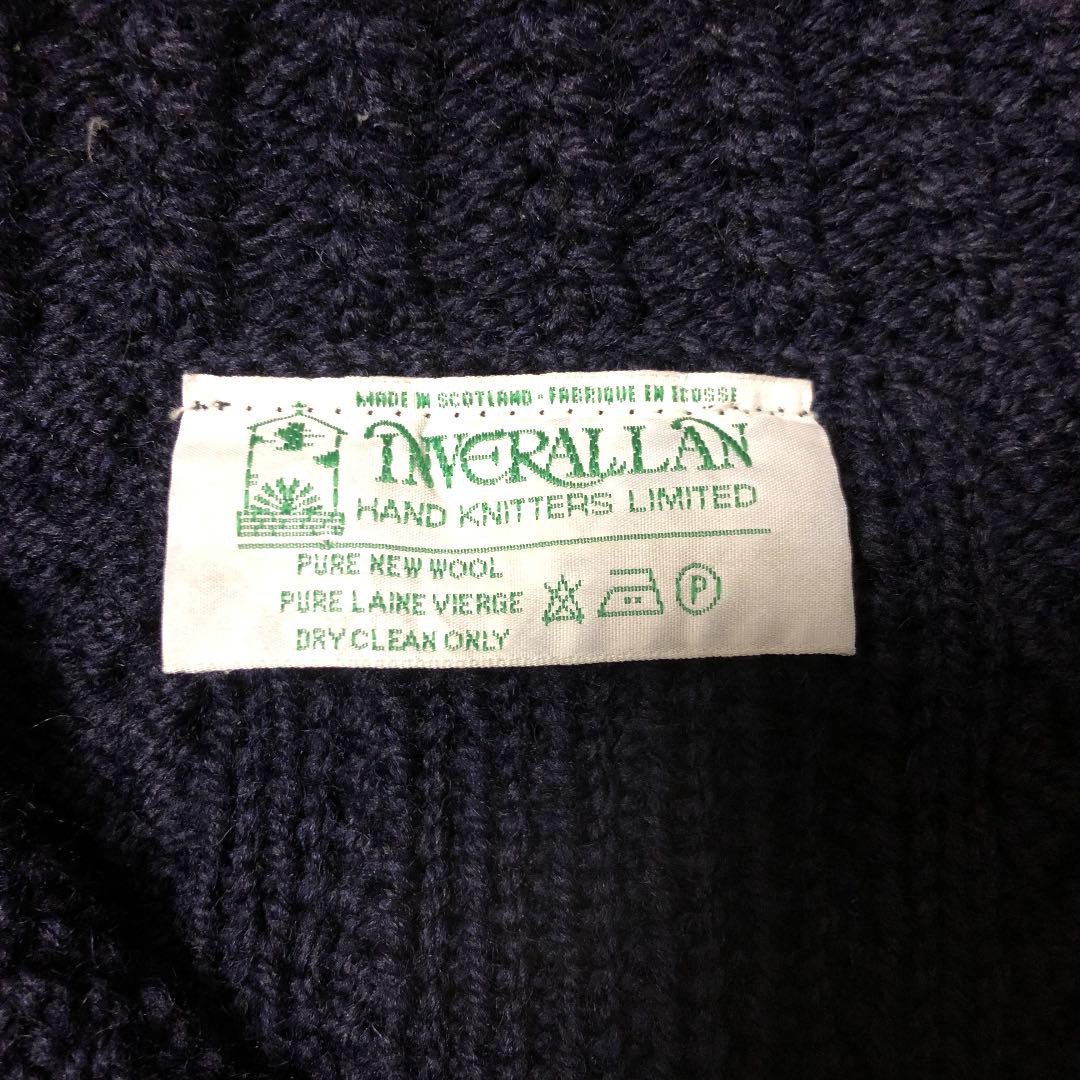 MADE IN SCOTLAND - FABRIQUE EN ECOSSE
INVERALLAN
HAND KNITTERS LIMITED
PURE NEW WOOL
PURE LAINE VIERGE
DRY CLEAN ONLY
P